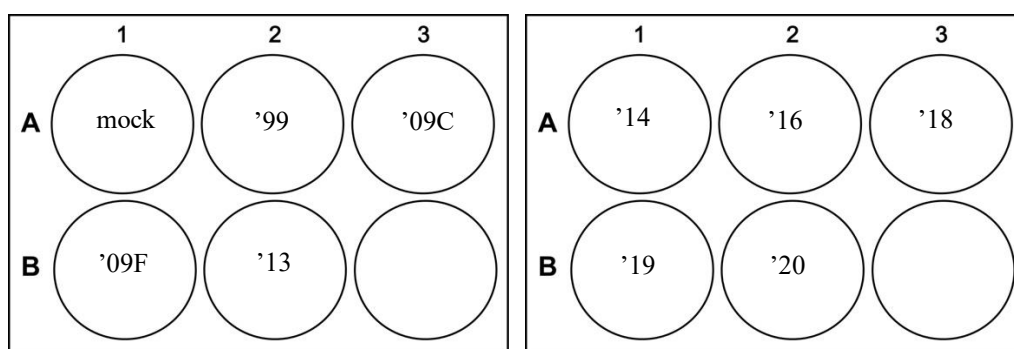 1 2 3
A mock ’99 ’09C
B ’09F ’13
1 2 3
A ’14 ’16 ’18
B ’19 ’20